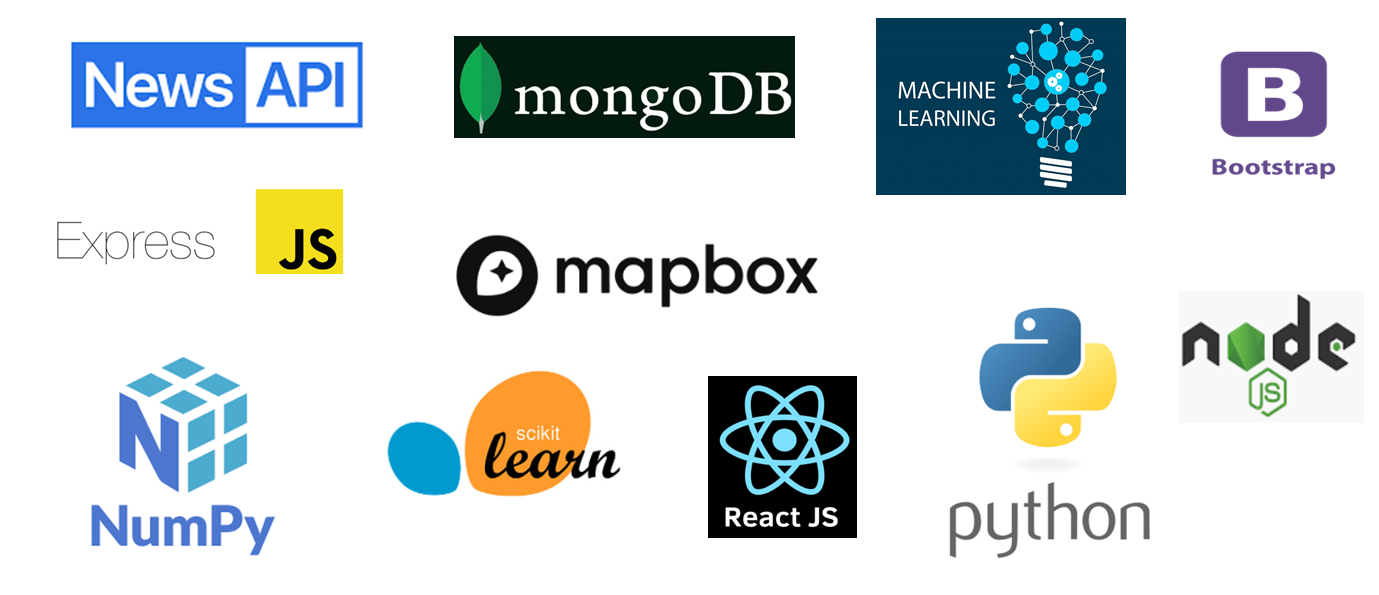 News API
mongoDB
MACHINE
LEARNING
B
Bootstrap
Express
JS
mapbox
node
JS
N
NumPy
scikit
learn
React JS
python